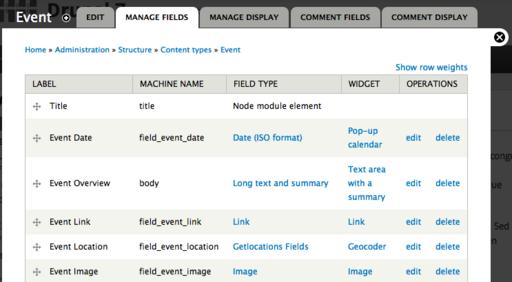 Event EDIT MANAGE FIELDS MANAGE DISPLAY COMMENT FIELDS COMMENT DISPLAY
Home » Administration » Structure » Content types » Event
Show row weights
LABEL MACHINE NAME FIELD TYPE WIDGET OPERATIONS
Title title Node module element
Event Date field_event_date Date (ISO format) Pop-up calendar edit delete
Event Overview body Long text and summary Text area with a summary edit delete
Event Link field_event_link Link Link edit delete
Event Location field_event_location Getlocations Fields Geocoder edit delete
Event Image field_event_image Image Image edit delete